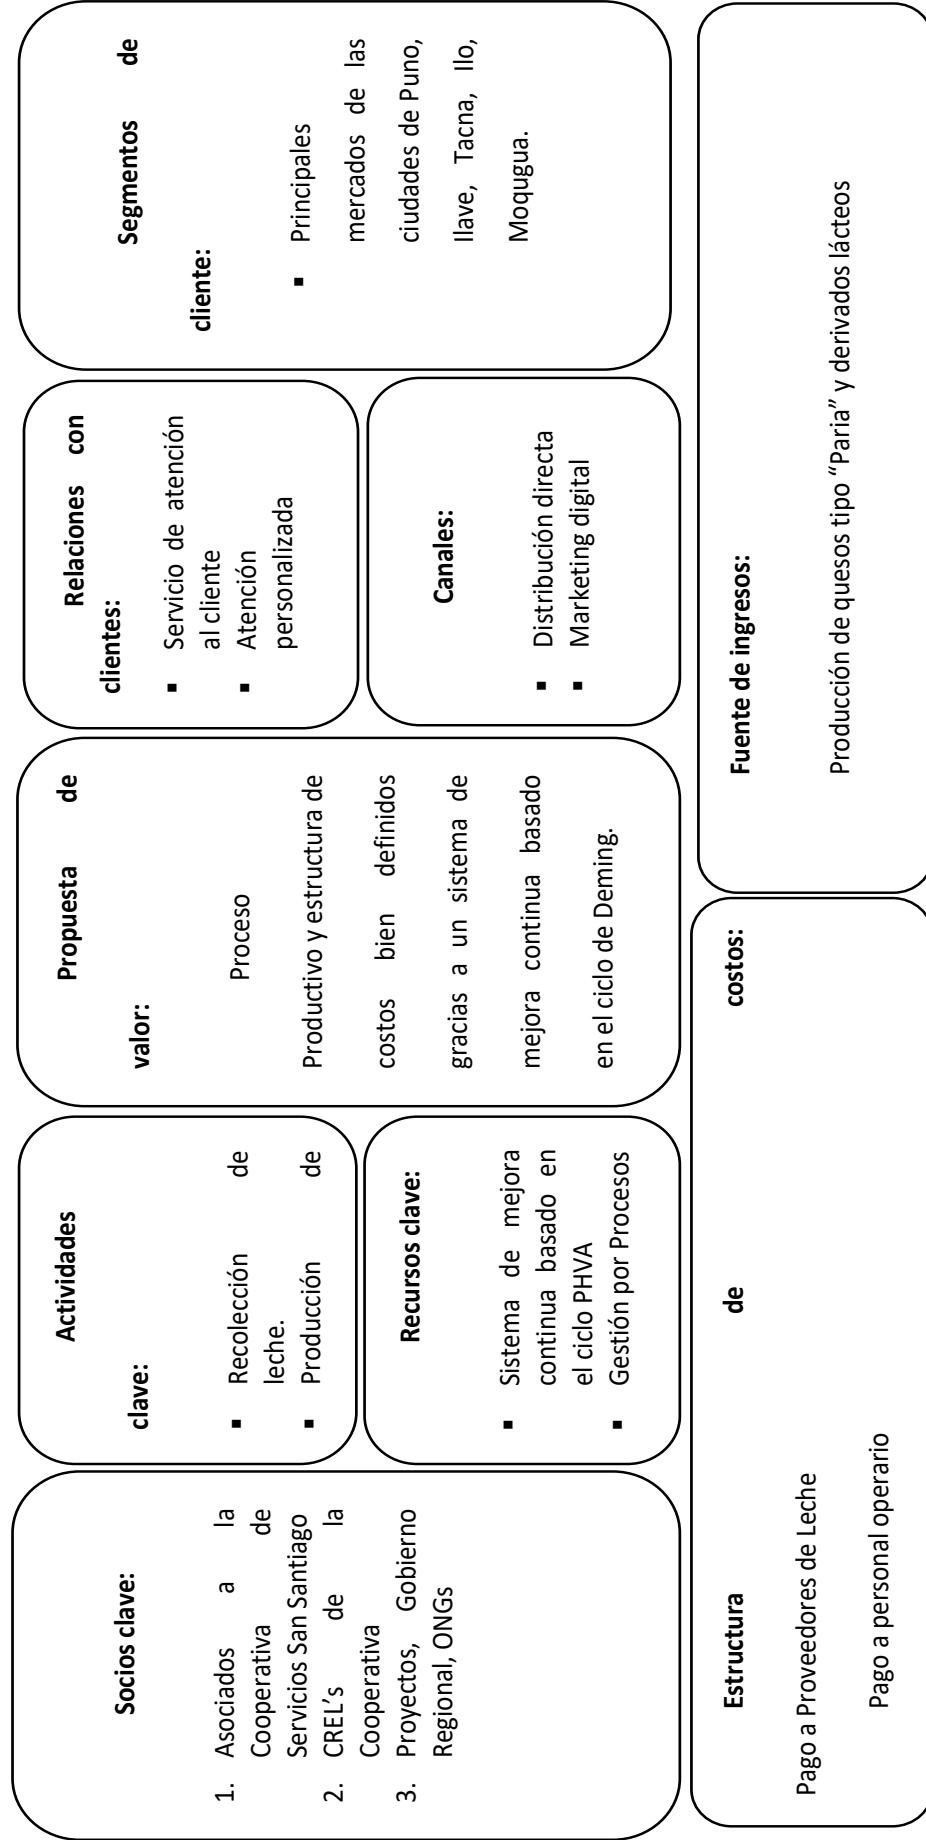 Socios clave:
1. Asociados a la
Cooperativa de
Servicios San Santiago
2. CREL's de la
Cooperativa
3. Proyectos, Gobierno
Regional, ONGs
Actividades
clave:
▪ Recolección de
leche.
▪ Producción de
Recursos clave:
▪ Sistema de mejora
continua basado en
el ciclo PHVA
▪ Gestión por Procesos
Propuesta de
valor:
Proceso
Productivo y estructura de
costos bien definidos
gracias a un sistema de
mejora continua basado
en el ciclo de Deming.
Relaciones con
clientes:
▪ Servicio de atención
al cliente
▪ Atención
personalizada
Canales:
▪ Distribución directa
▪ Marketing digital
Segmentos de
cliente:
▪ Principales
mercados de las
ciudades de Puno,
Ilave, Tacna, Ilo,
Moqugua.
Estructura de costos:
Pago a Proveedores de Leche
Pago a personal operario
Fuente de ingresos:
Producción de quesos tipo “Paria” y derivados lácteos